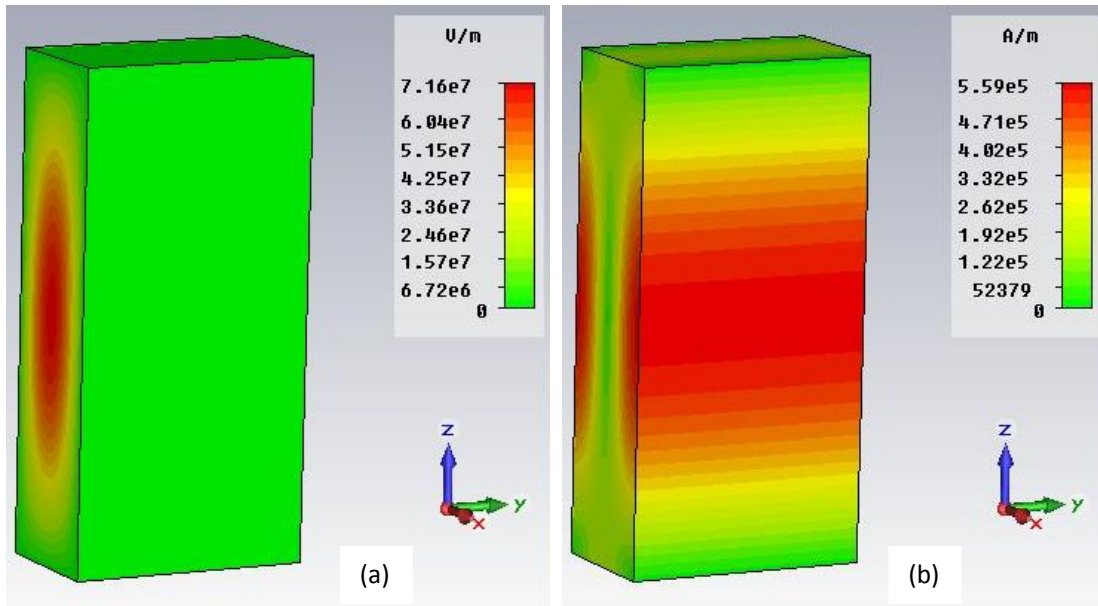 V/m
7.16e7
6.04e7
5.15e7
4.25e7
3.36e7
2.46e7
1.57e7
6.72e6
0
z
y
x
(a)
A/m
5.59e5
4.71e5
4.02e5
3.32e5
2.62e5
1.92e5
1.22e5
52379
0
z
y
x
(b)